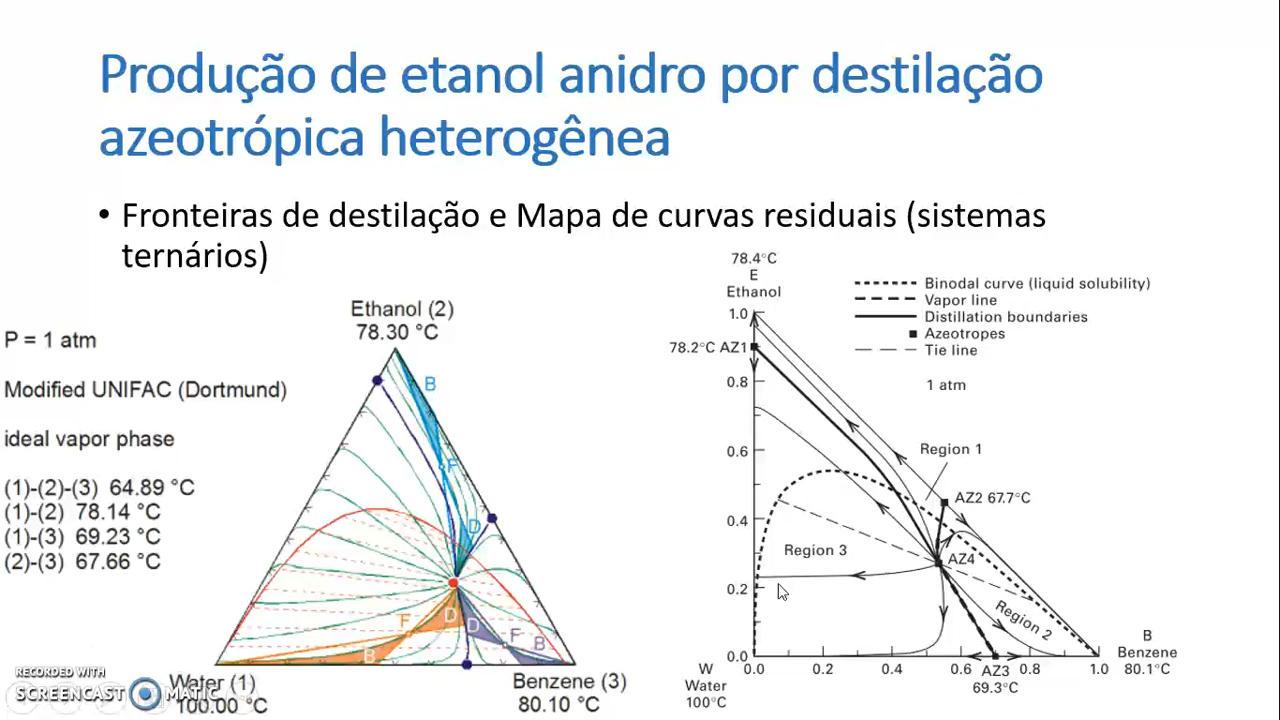 Produção de etanol anidro por destilação
azeotrópica heterogênea
• Fronteiras de destilação e Mapa de curvas residuais (sistemas
ternários)
P = 1 atm
Modified UNIFAC (Dortmund)
ideal vapor phase
(1)-(2)-(3) 64.89 °C
(1)-(2) 78.14 °C
(1)-(3) 69.23 °C
(2)-(3) 67.66 °C
Ethanol (2)
78.30 °C
B
F
D
F
D
B
D
F
B
Water (1)
100.00 °C
Benzene (3)
80.10 °C
RECORDED WITH
SCREENCAST MATIC
78.4°C
E
Ethanol
Binodal curve (liquid solubility)
Vapor line
Distillation boundaries
Azeotropes
Tie line
1 atm
1.0
78.2°C AZ1
0.8
0.6
0.4
0.2
0.0
Region 1
AZ2 67.7°C
AZ4
Region 3
Region 2
B
Benzene
80.1°C
W
Water
100°C
0.0
0.2
0.4
0.6
0.8
1.0
AZ3
69.3°C